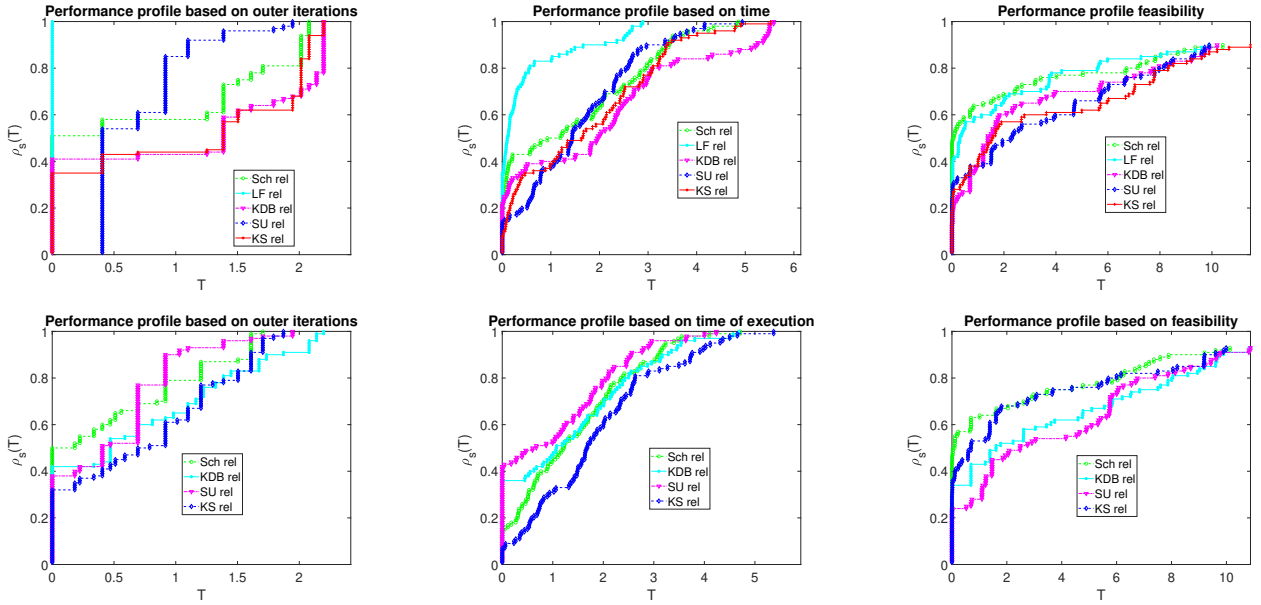 Performance profile based on outer iterations
ρs(T)
1
0.8
0.6
0.4
0.2
0
0 0.5 1 1.5 2
T
Sch rel
LF rel
KDB rel
SU rel
KS rel
Performance profile based on time
ρs(T)
1
0.8
0.6
0.4
0.2
0
0 1 2 3 4 5 6
T
Sch rel
LF rel
KDB rel
SU rel
KS rel
Performance profile feasibility
ρs(T)
1
0.8
0.6
0.4
0.2
0
0 2 4 6 8 10
T
Sch rel
LF rel
KDB rel
SU rel
KS rel
Performance profile based on outer iterations
ρs(T)
1
0.8
0.6
0.4
0.2
0
0 0.5 1 1.5 2
T
Sch rel
KDB rel
SU rel
KS rel
Performance profile based on time of execution
ρs(T)
1
0.8
0.6
0.4
0.2
0
0 1 2 3 4 5
T
Sch rel
KDB rel
SU rel
KS rel
Performance profile based on feasibility
ρs(T)
1
0.8
0.6
0.4
0.2
0
0 2 4 6 8 10
T
Sch rel
KDB rel
SU rel
KS rel